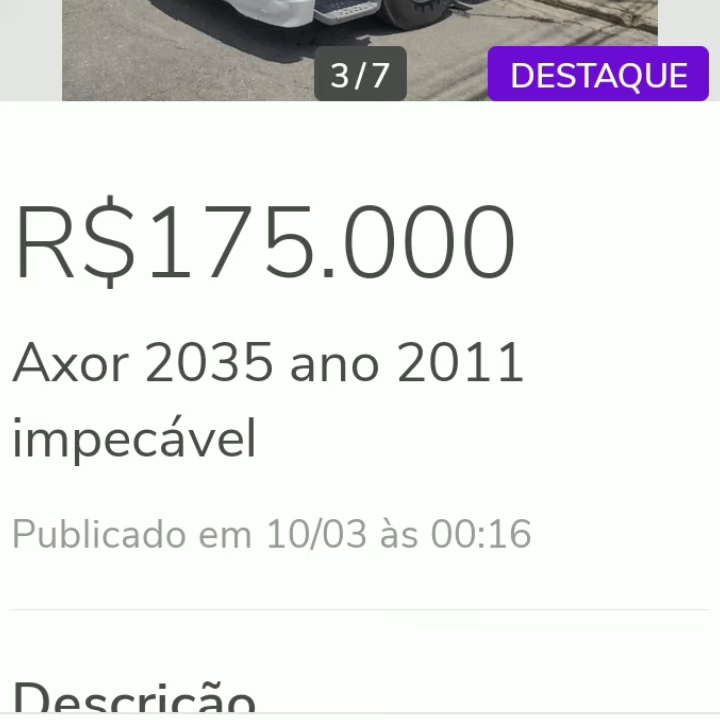 3/7
DESTAQUE
R$175.000
Axor 2035 ano 2011
impecável
Publicado em 10/03 às 00:16
Descrição